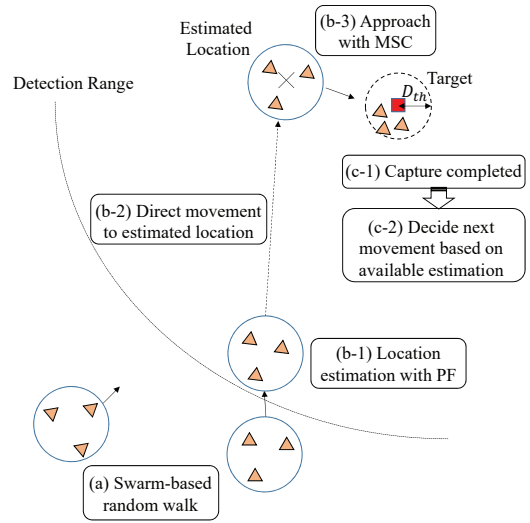 Estimated
Location
(b-3) Approach
with MSC
Detection Range
Target
D_th
(c-1) Capture completed
(b-2) Direct movement
to estimated location
(c-2) Decide next
movement based on
available estimation
(b-1) Location
estimation with PF
(a) Swarm-based
random walk